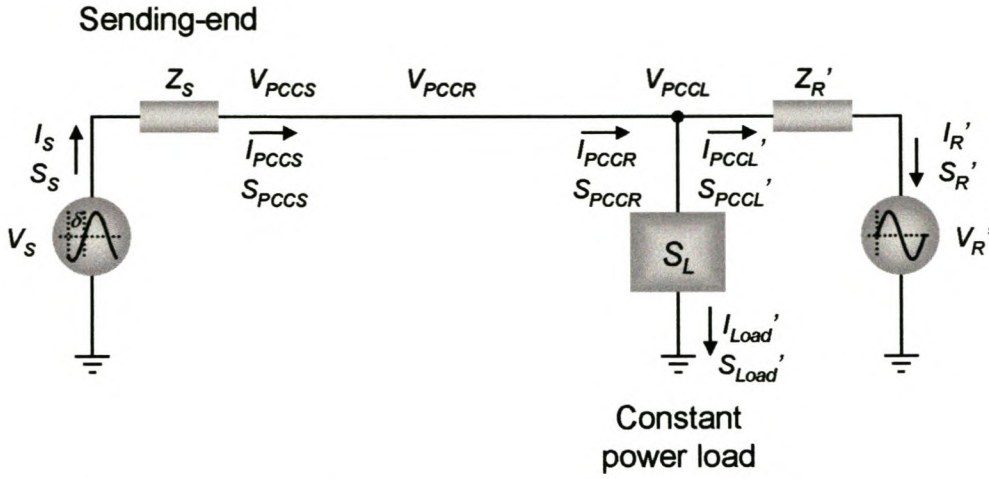 Sending-end
Z_S V_PCCS V_PCCR V_PCCL Z_R'
I_S I_PCCS I_PCCR I_PCCL' I_R'
S_S S_PCCS S_PCCR S_PCCL' S_R'
V_S δ S_L V_R'
I_Load'
S_Load'
Constant
power load